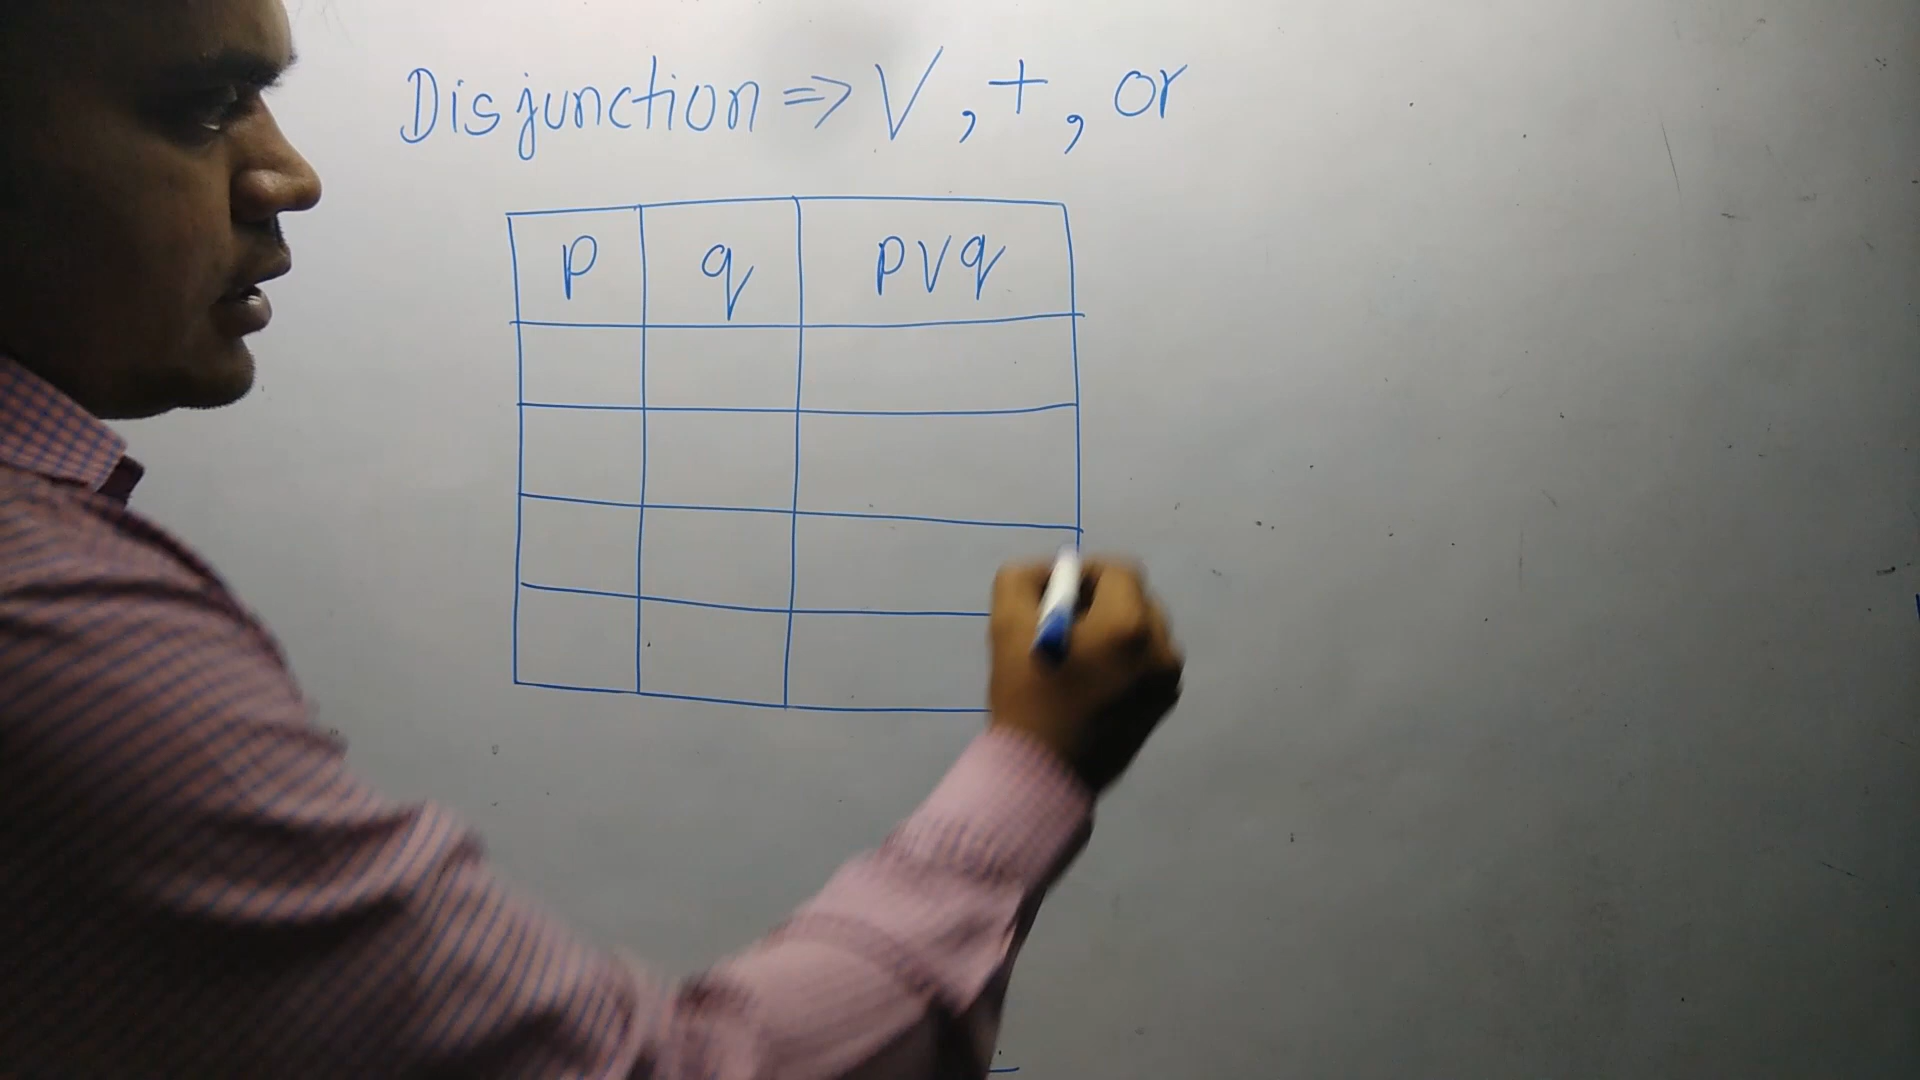 Disjunction => V, +, or
p q p v q